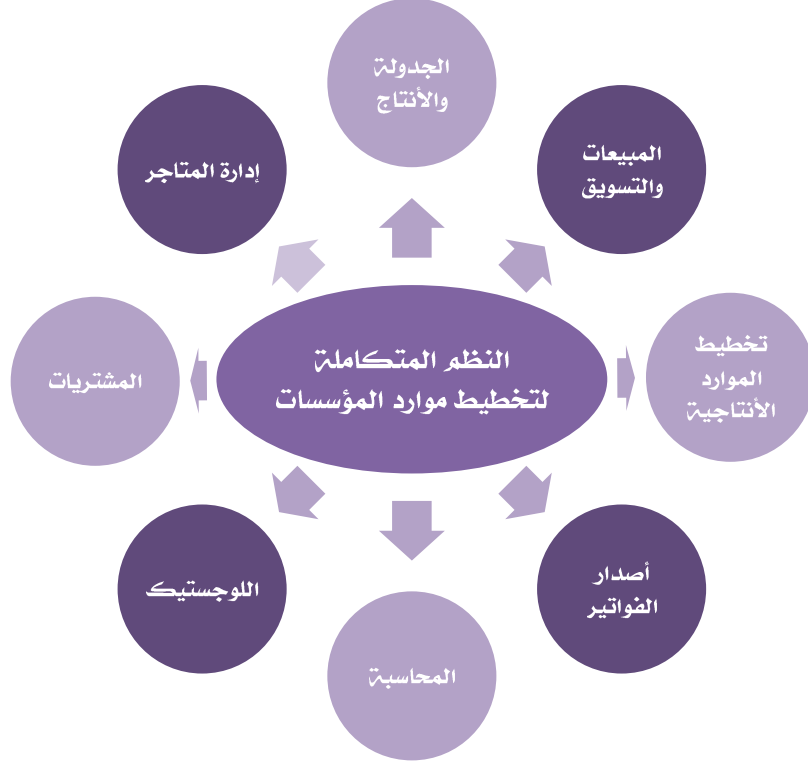 الجدولة
والأنتاج
المبيعات
والتسويق
إدارة المتاجر
تخطيط
الموارد
الأنتاجية
النظم المتكاملة
لتخطيط موارد المؤسسات
المشتريات
أصدار
الفواتير
اللوجستيك
المحاسبة